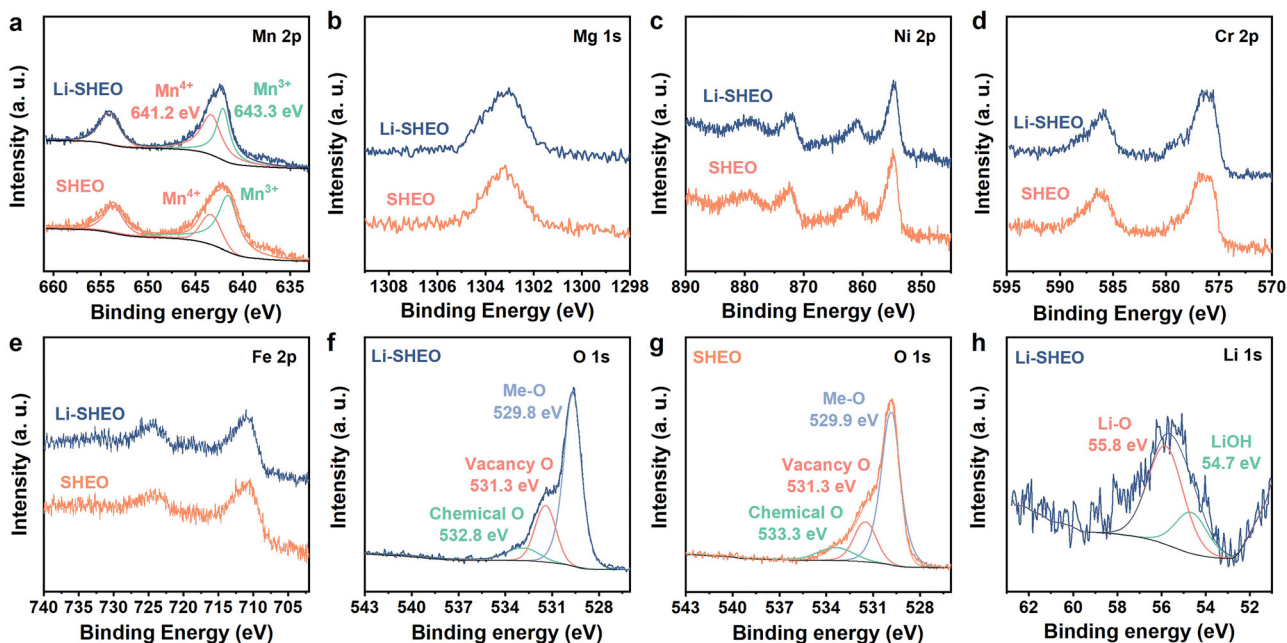 a
Mn 2p
Li-SHEO
Mn4+
641.2 eV
Mn3+
643.3 eV
SHEO
Mn4+
Mn3+
Intensity (a. u.)
660 655 650 645 640 635
Binding energy (eV)
b
Mg 1s
Li-SHEO
SHEO
Intensity (a. u.)
1308 1306 1304 1302 1300 1298
Binding energy (eV)
c
Ni 2p
Li-SHEO
SHEO
Intensity (a. u.)
890 880 870 860 850
Binding energy (eV)
d
Cr 2p
Li-SHEO
SHEO
Intensity (a. u.)
595 590 585 580 575 570
Binding energy (eV)
e
Fe 2p
Li-SHEO
SHEO
Intensity (a. u.)
740 735 730 725 720 715 710 705
Binding Energy (eV)
f
Li-SHEO
O 1s
Me-O
529.8 eV
Vacancy O
531.3 eV
Chemical O
532.8 eV
Intensity (a. u.)
543 540 537 534 531 528
Binding energy (eV)
g
SHEO
O 1s
Me-O
529.9 eV
Vacancy O
531.3 eV
Chemical O
533.3 eV
Intensity (a. u.)
543 540 537 534 531 528
Binding energy (eV)
h
Li-SHEO
Li 1s
Li-O
55.8 eV
LiOH
54.7 eV
Intensity (a. u.)
62 60 58 56 54 52 51
Binding energy (eV)